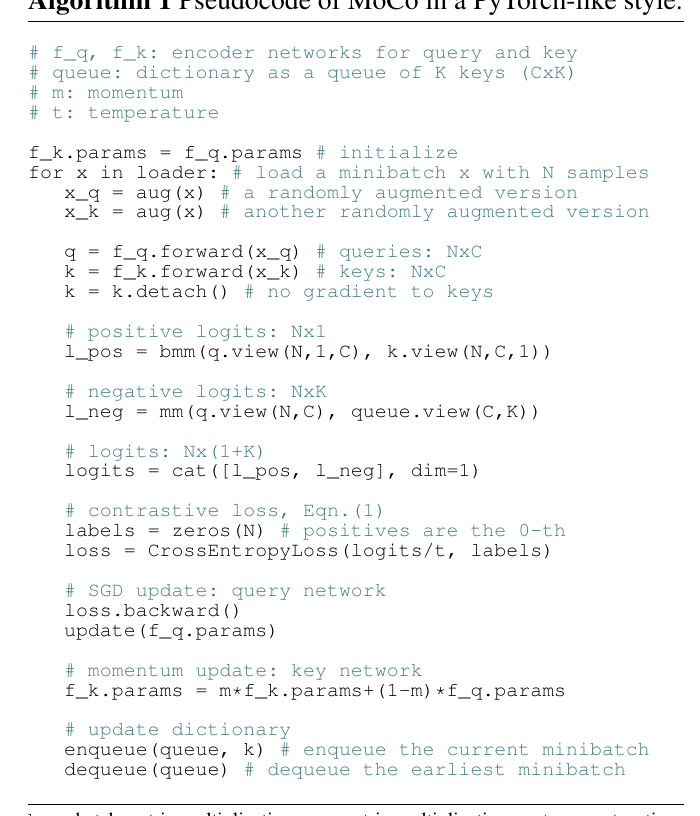 Algorithm 1 Pseudocode of MoCo in a PyTorch-like style.
# f_q, f_k: encoder networks for query and key
# queue: dictionary as a queue of K keys (CxK)
# m: momentum
# t: temperature
f_k.params = f_q.params # initialize
for x in loader: # load a minibatch x with N samples
x_q = aug(x) # a randomly augmented version
x_k = aug(x) # another randomly augmented version
q = f_q.forward(x_q) # queries: NxC
k = f_k.forward(x_k) # keys: NxC
k = k.detach() # no gradient to keys
# positive logits: Nx1
l_pos = bmm(q.view(N,1,C), k.view(N,C,1))
# negative logits: NxK
l_neg = mm(q.view(N,C), queue.view(C,K))
# logits: Nx(1+K)
logits = cat([l_pos, l_neg], dim=1)
# contrastive loss, Eqn.(1)
labels = zeros(N) # positives are the 0-th
loss = CrossEntropyLoss(logits/t, labels)
# SGD update: query network
loss.backward()
update(f_q.params)
# momentum update: key network
f_k.params = m*f_k.params+(1-m)*f_q.params
# update dictionary
enqueue(queue, k) # enqueue the current minibatch
dequeue(queue) # dequeue the earliest minibatch